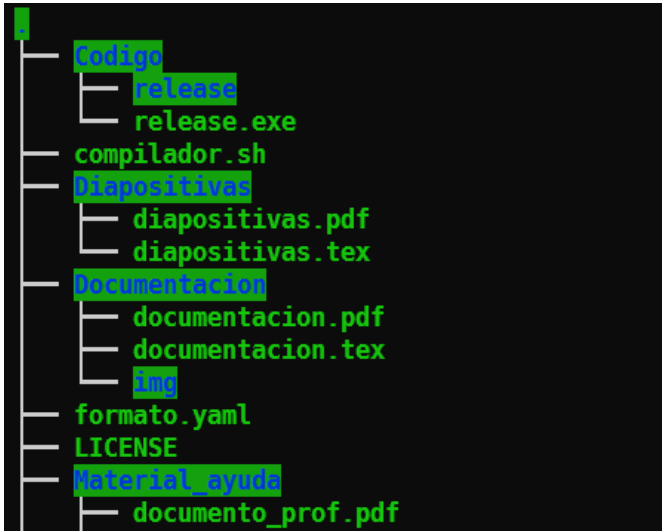 .
├── Codigo
│   ├── release
│   └── release.exe
├── compilador.sh
├── Diapositivas
│   ├── diapositivas.pdf
│   └── diapositivas.tex
├── Documentacion
│   ├── documentacion.pdf
│   ├── documentacion.tex
│   └── img
├── formato.yaml
├── LICENSE
├── Material_ayuda
│   ├── documento_prof.pdf